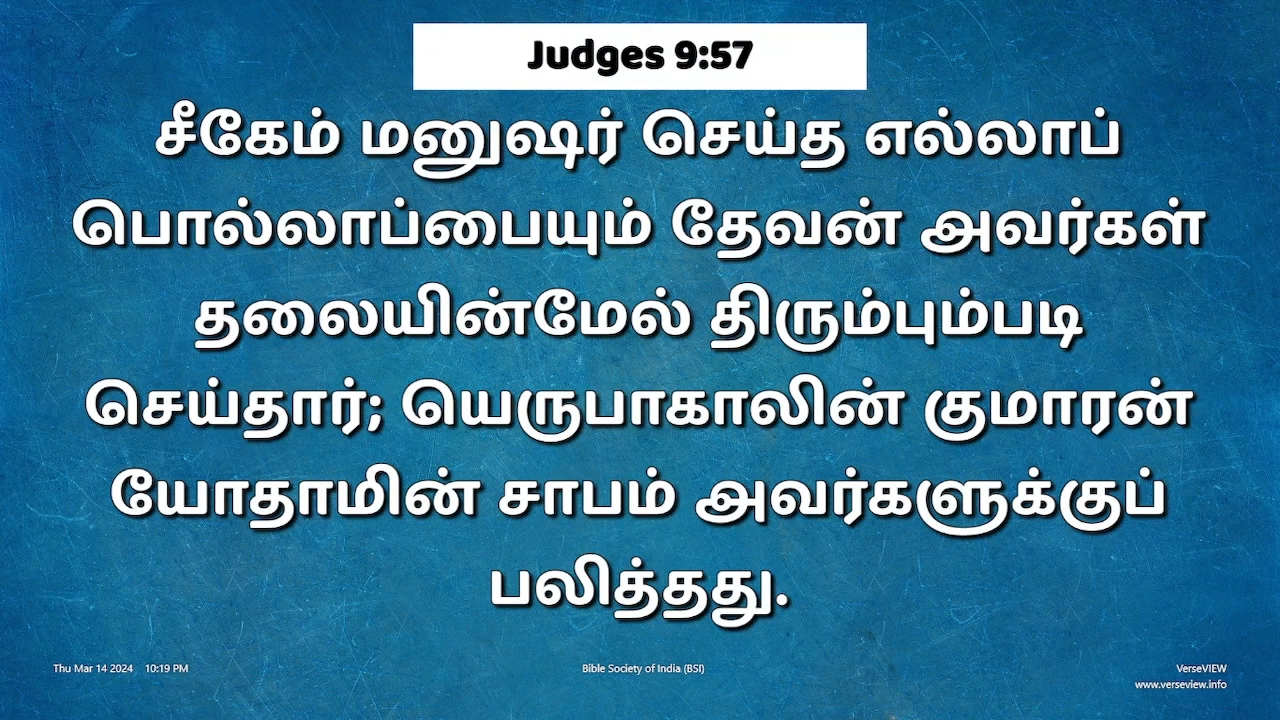 Judges 9:57
சீகேம் மனுஷர் செய்த எல்லாப்
பொல்லாப்பையும் தேவன் அவர்கள்
தலையின்மேல் திரும்பும்படி
செய்தார்; யெருபாகாலின் குமாரன்
யோதாமின் சாபம் அவர்களுக்குப்
பலித்தது.
Thu Mar 14 2024 10:19 PM
Bible Society of India (BSI)
VerseVIEW
www.verseview.info